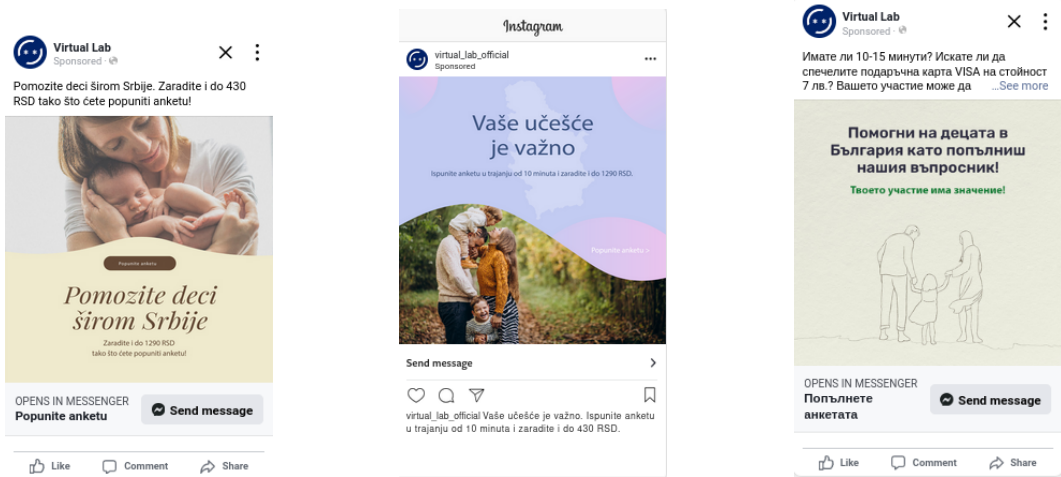 Virtual Lab
Sponsored ·
Pomozite deci širom Srbije. Zaradite i do 430
RSD tako što ćete popuniti anketu!
Popunite anketu
Pomozite deci
širom Srbije
Zaradite i do 1290 RSD
tako što ćete popuniti anketu!
OPENS IN MESSENGER
Popunite anketu
Send message
Like Comment Share
Instagram
virtual_lab_official
Sponsored
Vaše učešće
je važno
Ispunite anketu u trajanju od 10 minuta i zaradite i do 1290 RSD.
Popunite anketu >
Send message
virtual_lab_official Vaše učešće je važno. Ispunite anketu
u trajanju od 10 minuta i zaradite i do 430 RSD.
Virtual Lab
Sponsored ·
Имате ли 10-15 минути? Искате ли да
спечелите подаръчна карта VISA на стойност
7 лв.? Вашето участие може да ...See more
Помогни на децата в
България като попълниш
нашия въпросник!
Твоето участие има значение!
OPENS IN MESSENGER
Попълнете
анкетата
Send message
Like Comment Share